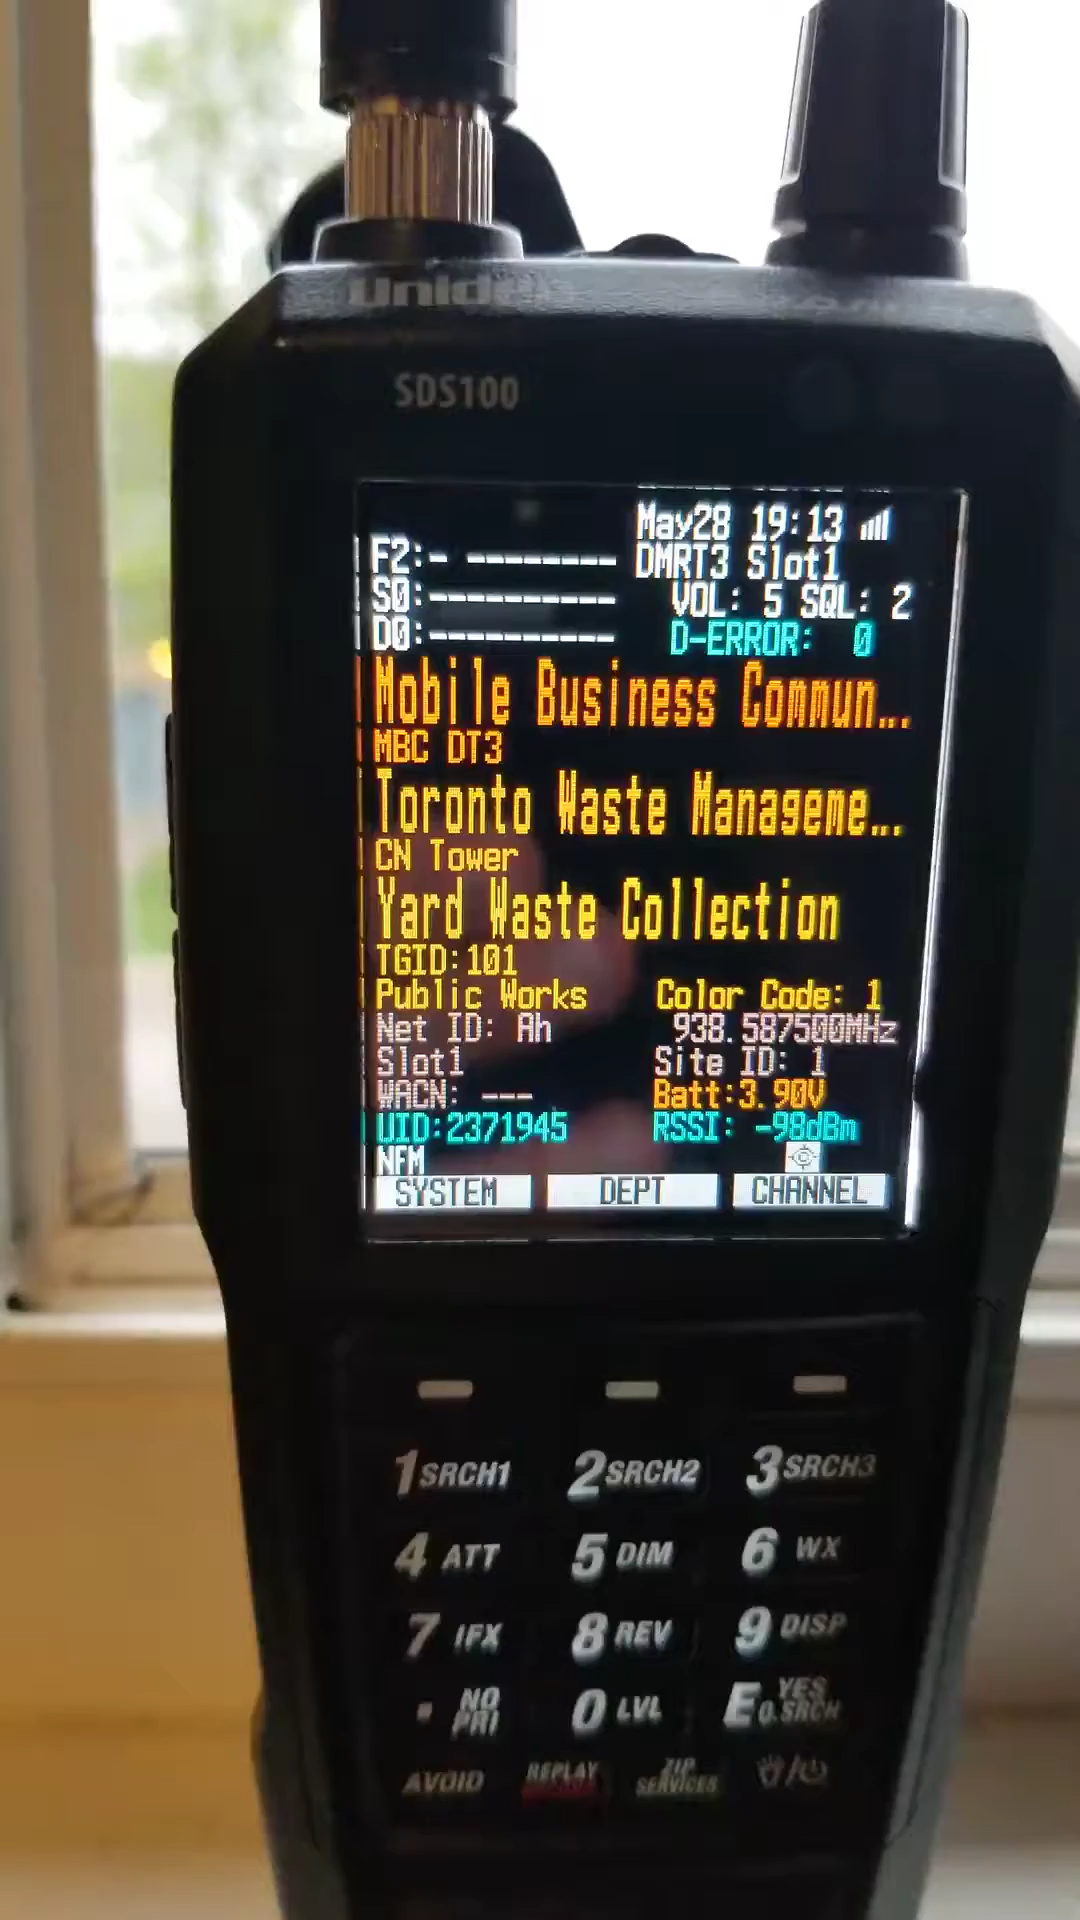 Uniden
SDS100
May28 19:13
F2:- --------- DMRT3 Slot1
S0:---------- VOL: 5 SQL: 2
D0:---------- D-ERROR: 0
Mobile Business Commun...
MBC DT3
Toronto Waste Manageme...
CN Tower
Yard Waste Collection
TGID:101
Public Works Color Code: 1
Net ID: Ah 938.587500MHz
Slot1 Site ID: 1
WACN: --- Batt:3.90V
UID:2371945 RSSI: -98dBm
NFM
SYSTEM DEPT CHANNEL
1 SRCH1 2 SRCH2 3 SRCH3
4 ATT 5 DIM 6 WX
7 IFX 8 REV 9 DISP
. NO PRI 0 LVL E YES 0.SRCH
AVOID REPLAY ZIP SERVICES